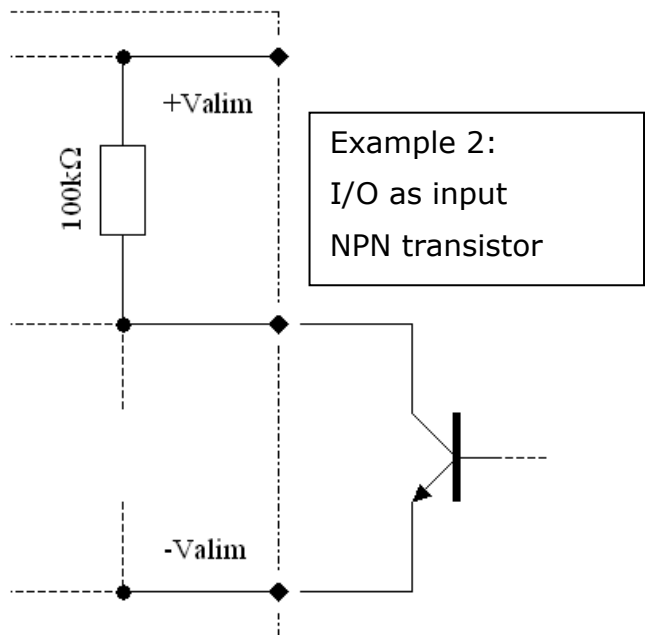 +Valim
100kΩ
Example 2:
I/O as input
NPN transistor
-Valim